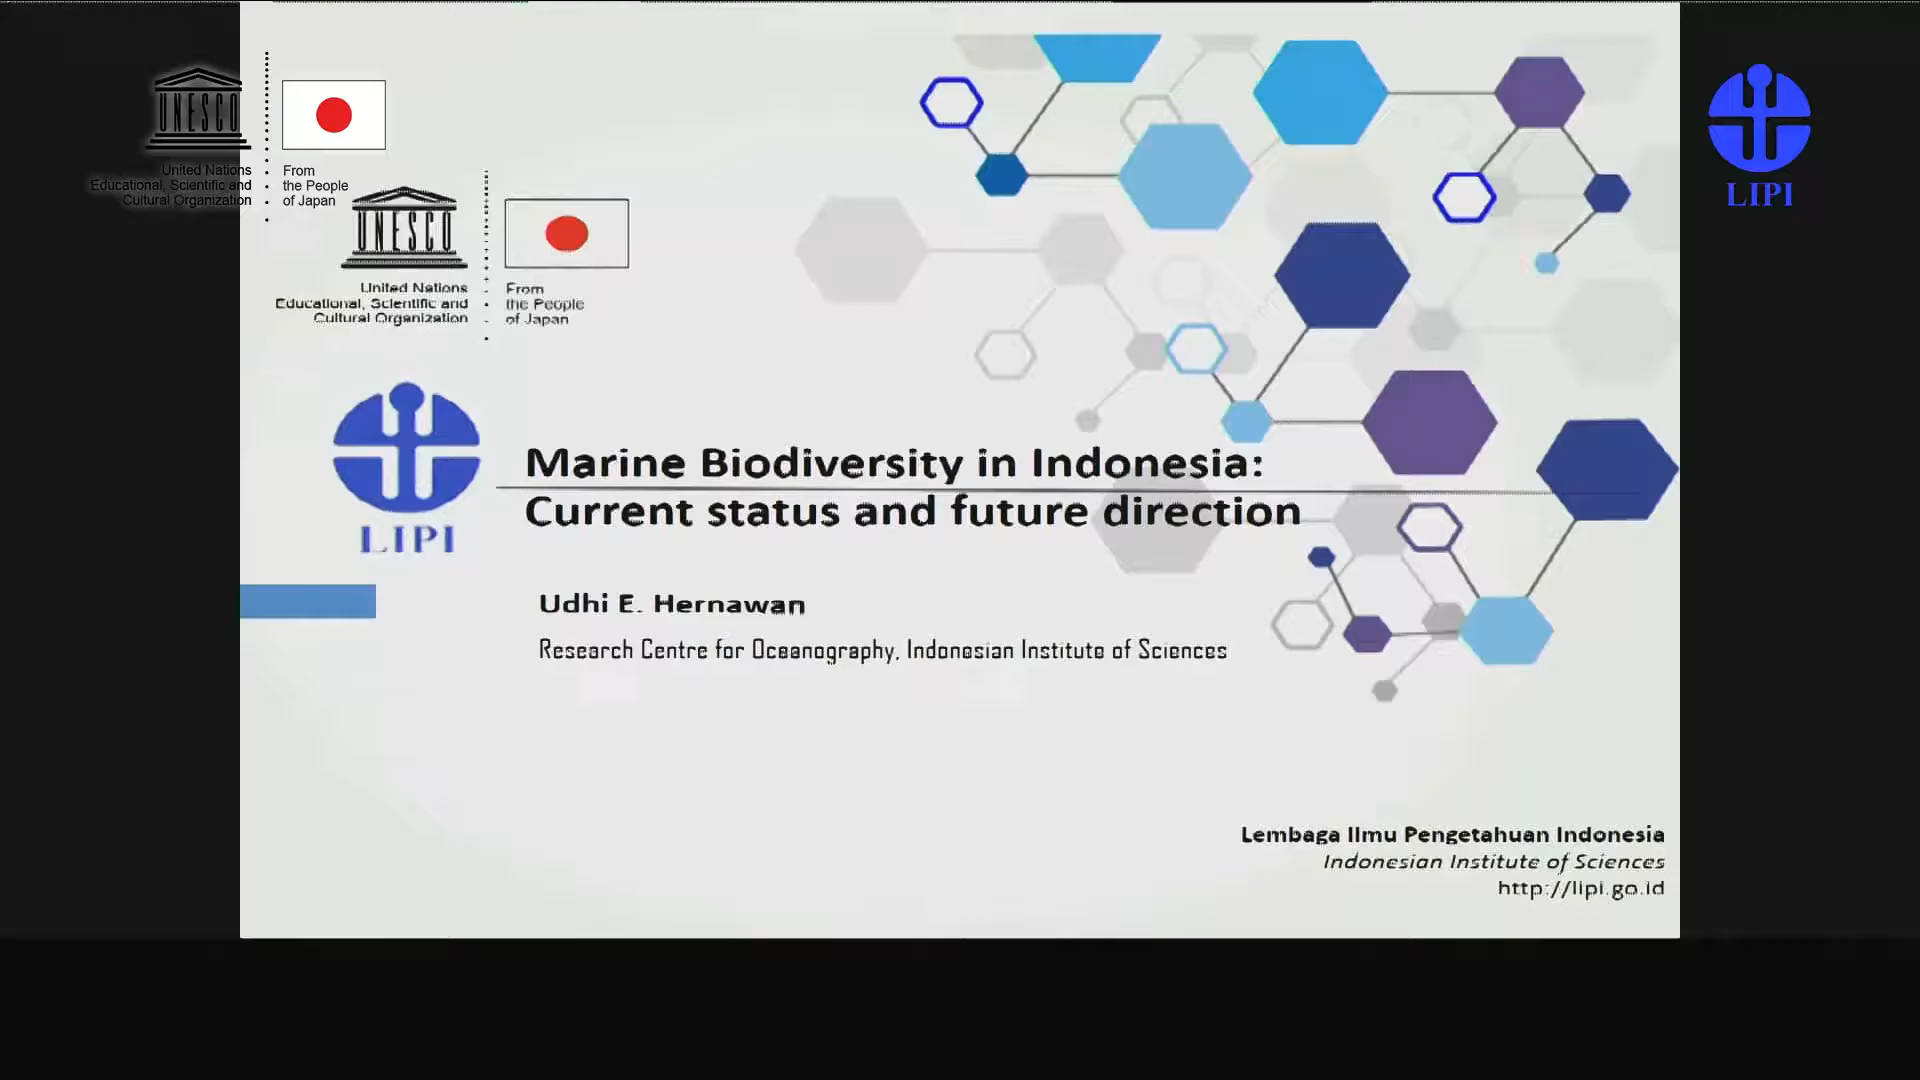 UNESCO
United Nations
Educational, Scientific and
Cultural Organization
From
the People
of Japan
LIPI
UNESCO
United Nations
Educational, Scientific and
Cultural Organization
From
the People
of Japan
LIPI
Marine Biodiversity in Indonesia:
Current status and future direction
Udhi E. Hernawan
Research Centre for Oceanography, Indonesian Institute of Sciences
Lembaga Ilmu Pengetahuan Indonesia
Indonesian Institute of Sciences
http://lipi.go.id